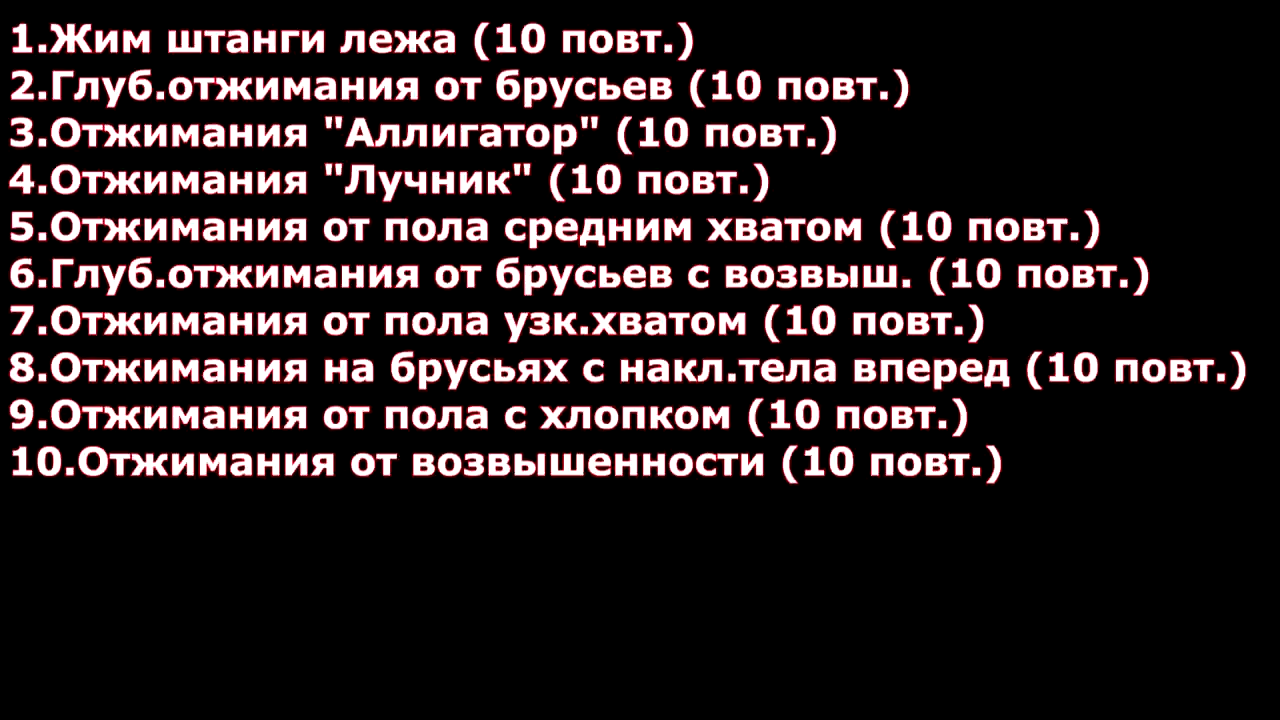 1.Жим штанги лежа (10 повт.)
2.Глуб.отжимания от брусьев (10 повт.)
3.Отжимания "Аллигатор" (10 повт.)
4.Отжимания "Лучник" (10 повт.)
5.Отжимания от пола средним хватом (10 повт.)
6.Глуб.отжимания от брусьев с возвыш. (10 повт.)
7.Отжимания от пола узк.хватом (10 повт.)
8.Отжимания на брусьях с накл.тела вперед (10 повт.)
9.Отжимания от пола с хлопком (10 повт.)
10.Отжимания от возвышенности (10 повт.)